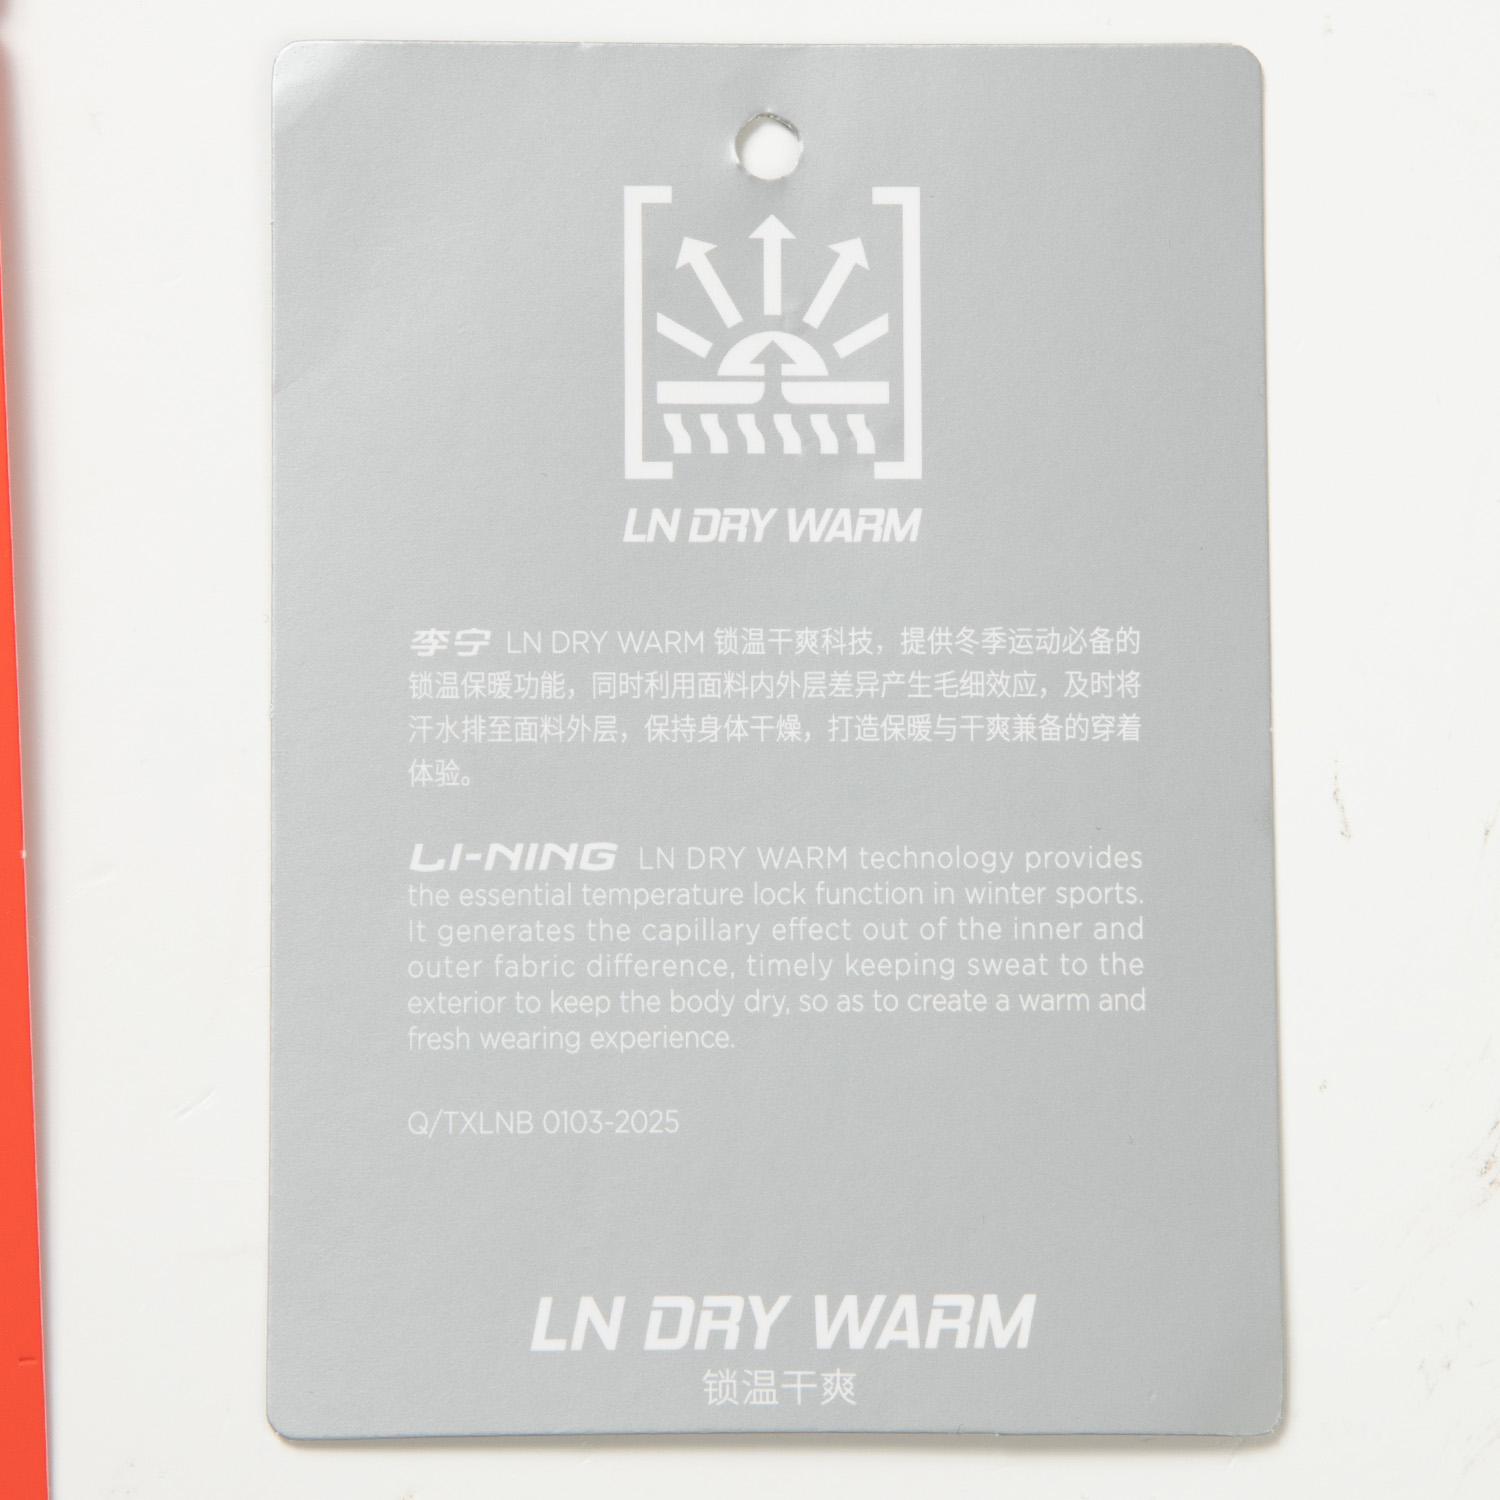 LN DRY WARM
李宁 LN DRY WARM 锁温干爽科技，提供冬季运动必备的
锁温保暖功能，同时利用面料内外层差异产生毛细效应，及时将
汗水排至面料外层，保持身体干燥，打造保暖与干爽兼备的穿着
体验。
LI-NING LN DRY WARM technology provides
the essential temperature lock function in winter sports.
It generates the capillary effect out of the inner and
outer fabric difference, timely keeping sweat to the
exterior to keep the body dry, so as to create a warm and
fresh wearing experience.
Q/TXLNB 0103-2025
LN DRY WARM
锁温干爽